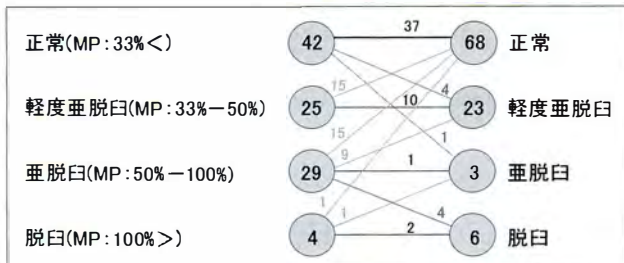 正常(MP:33%<) 42 37 68 正常
15 4
軽度亜脱臼(MP:33%-50%) 25 10 23 軽度亜脱臼
15 9 1
亜脱臼(MP:50%-100%) 29 1 3 亜脱臼
1 1 4
脱臼(MP:100%>) 4 2 6 脱臼